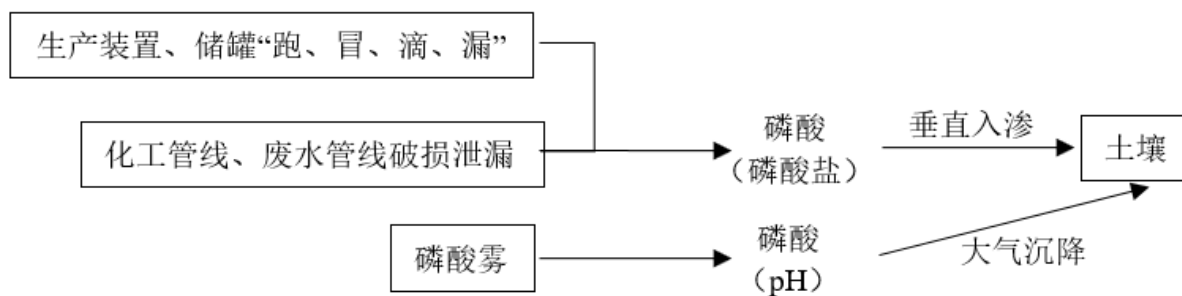 生产装置、储罐“跑、冒、滴、漏”
化工管线、废水管线破损泄漏
磷酸
（磷酸盐）
垂直入渗
土壤
磷酸雾
磷酸
（pH）
大气沉降